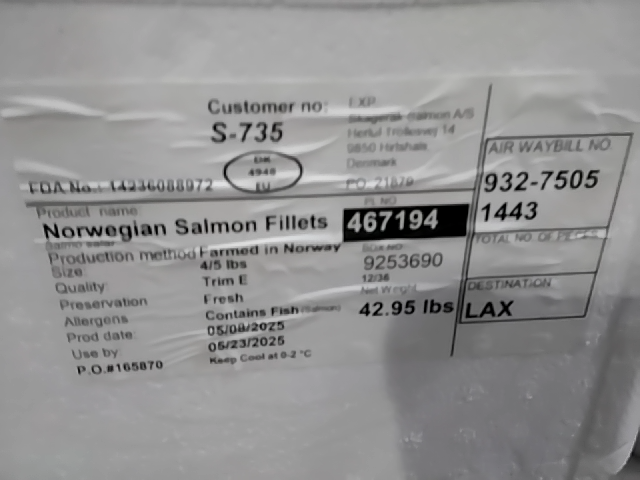 Customer no:
S-735
EXP.
Skagerak Salmon A/S
Herluf Trollesvej 14
9850 Hirtshals
Denmark
DK
4948
EU
FDA No.: 14236088972
PO. 21879
AIR WAYBILL NO.
932-7505
1443
Product name:
Norwegian Salmon Fillets
Salmo salar
PL NO
467194
TOTAL NO. OF PIECES
Production method Farmed in Norway
Size: 4/5 lbs
BOX NO
9253690
12/36
Quality: Trim E
Preservation Fresh
Net Weight
42.95 lbs
DESTINATION
LAX
Allergens Contains Fish (Salmon)
Prod date: 05/09/2025
Use by: 05/23/2025
P.O.#165870 Keep Cool at 0-2 °C